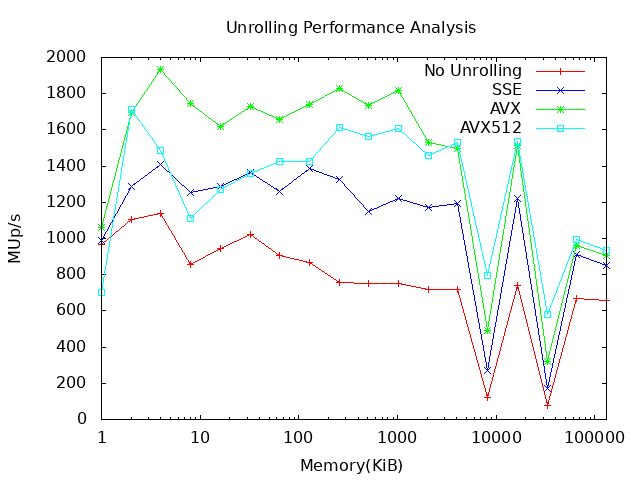 Unrolling Performance Analysis
MUp/s
2000
1800
1600
1400
1200
1000
800
600
400
200
0
No Unrolling
SSE
AVX
AVX512
1 10 100 1000 10000 100000
Memory(KiB)